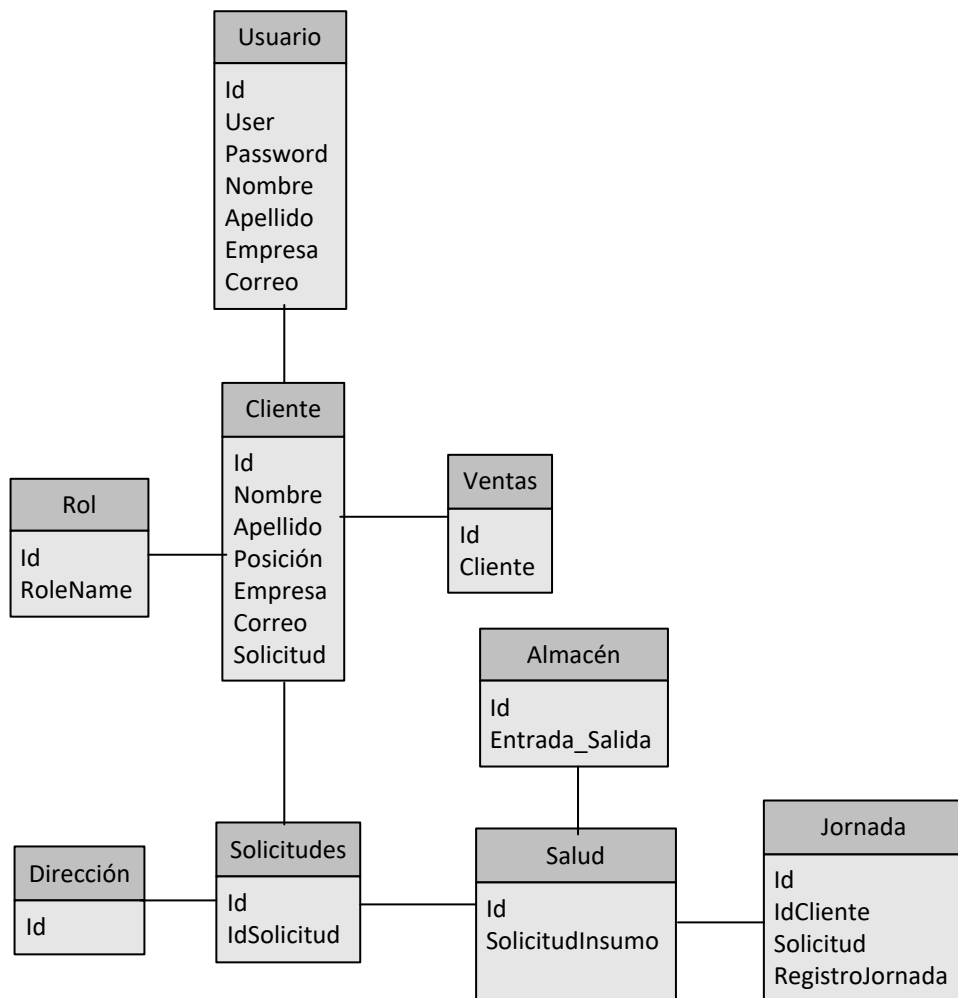 Usuario
Id
User
Password
Nombre
Apellido
Empresa
Correo
Cliente
Id
Nombre
Apellido
Posición
Empresa
Correo
Solicitud
Rol
Id
RoleName
Ventas
Id
Cliente
Almacén
Id
Entrada_Salida
Dirección
Id
Solicitudes
Id
IdSolicitud
Salud
Id
SolicitudInsumo
Jornada
Id
IdCliente
Solicitud
RegistroJornada